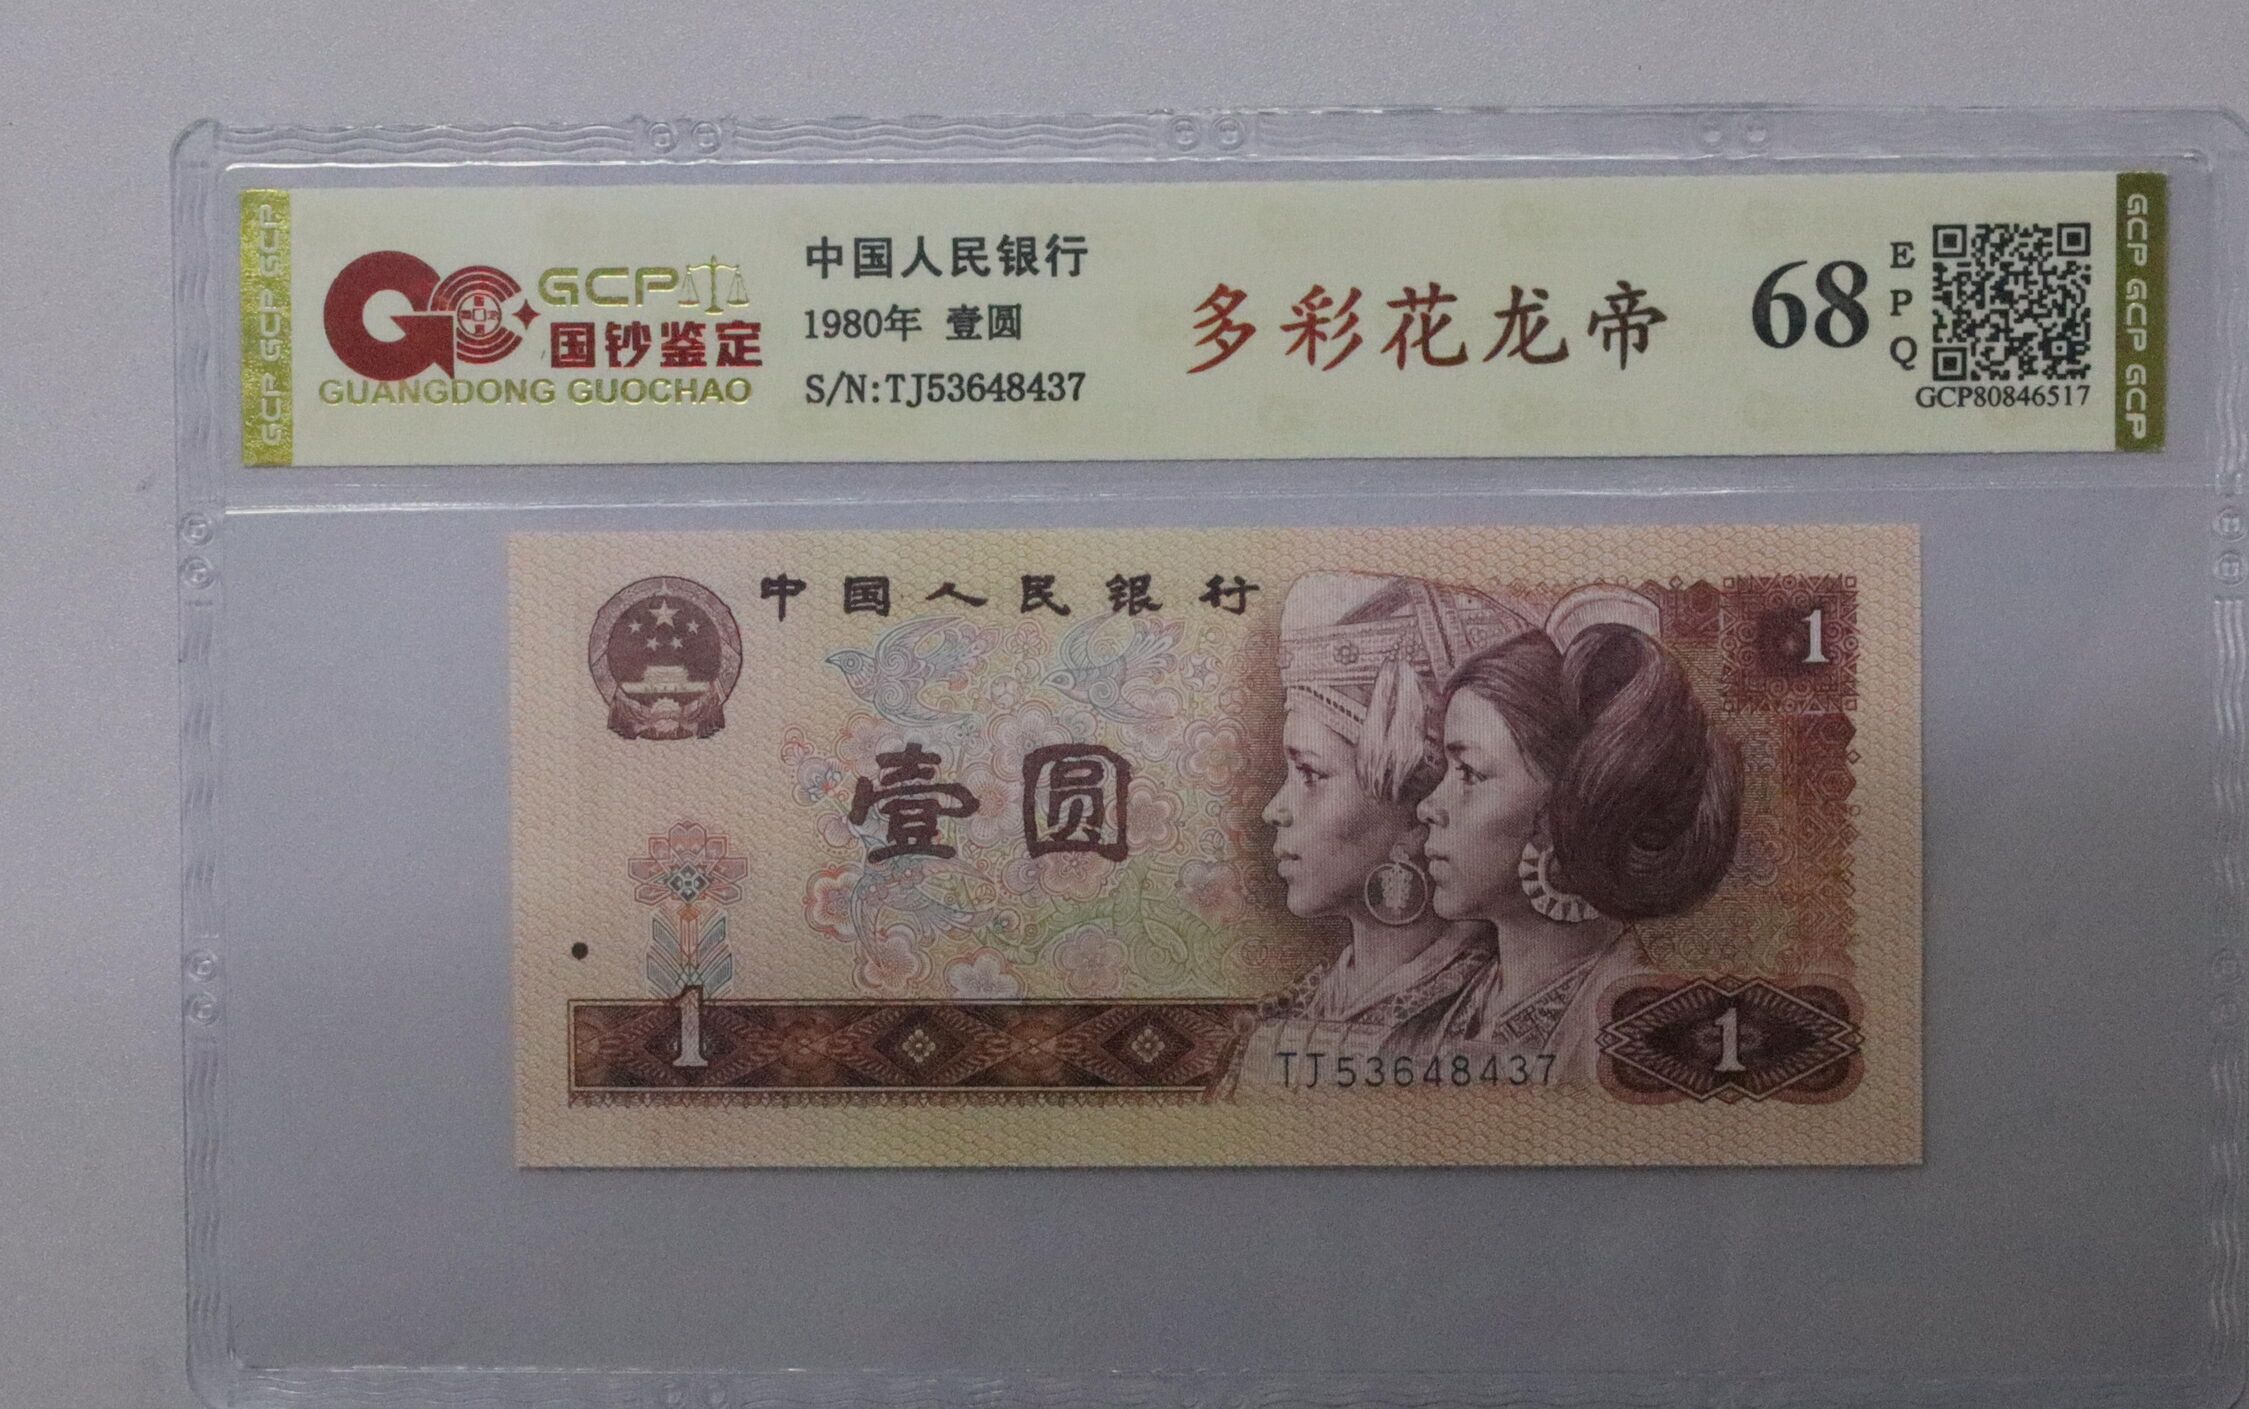 GCP GCP GCP
GCP
国钞鉴定
GUANGDONG GUOCHAO
中国人民银行
1980年 壹圆
S/N:TJ53648437
多彩花龙帝
68
EPQ
GCP80846517
GCP GCP GCP
中国人民银行
1
壹圆
1
TJ53648437
1